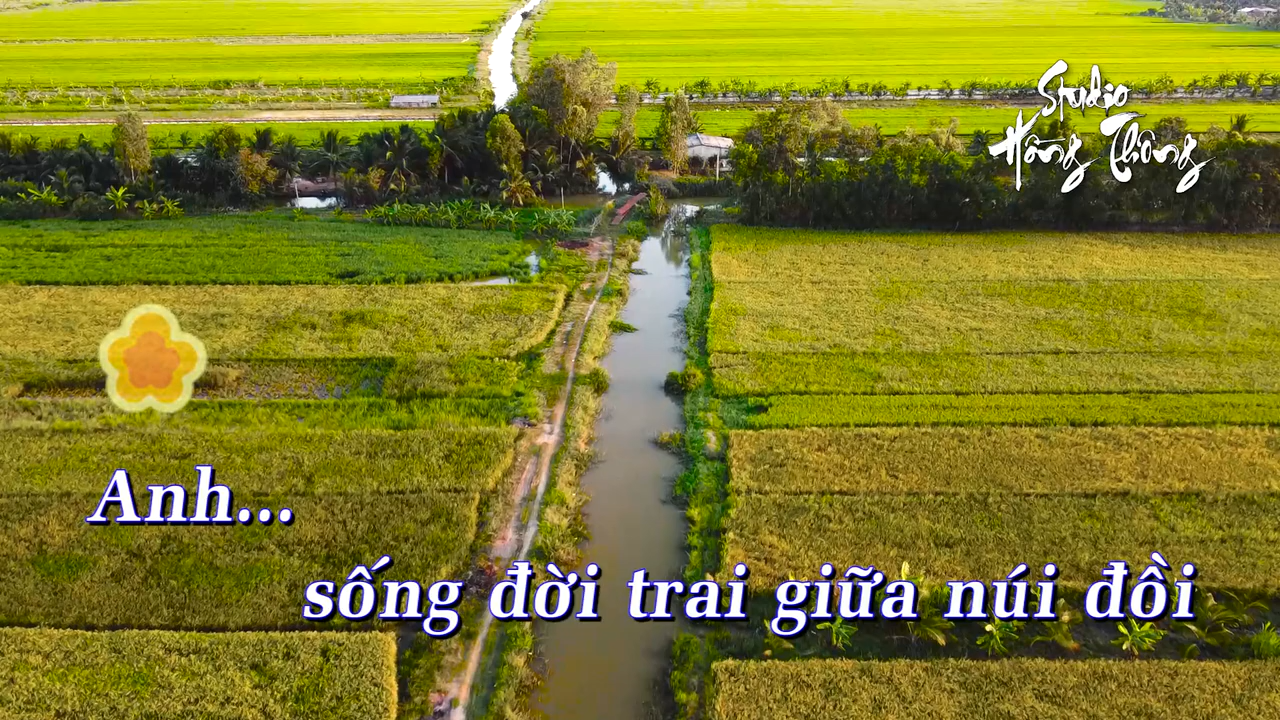 Studio
Hồng Thông
Anh...
sống đời trai giữa núi đồi